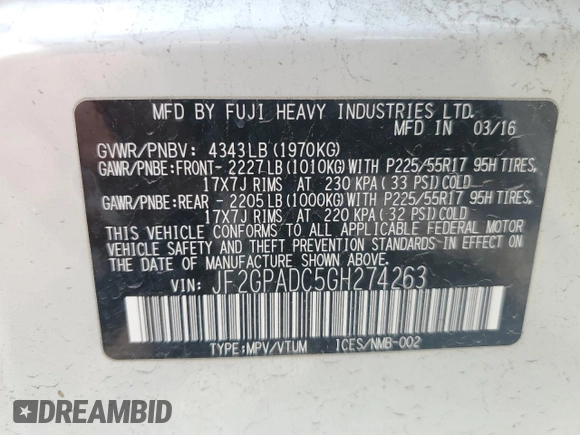 MFD BY FUJI HEAVY INDUSTRIES LTD.
MFD IN 03/16
GVWR/PNBV: 4343LB(1970KG)
GAWR/PNBE:FRONT- 2227LB(1010KG)WITH P225/55R17 95H TIRES,
17X7J RIMS AT 230 KPA(33 PSI)COLD
GAWR/PNBE:REAR - 2205LB(1000KG)WITH P225/55R17 95H TIRES,
17X7J RIMS AT 220 KPA(32 PSI)COLD
THIS VEHICLE CONFORMS TO ALL APPLICABLE FEDERAL MOTOR
VEHICLE SAFETY AND THEFT PREVENTION STANDARDS IN EFFECT ON
THE DATE OF MANUFACTURE SHOWN ABOVE.
VIN: JF2GPADC5GH274263
TYPE:MPV/VTUM ICES/NMB-002
DREAMBID